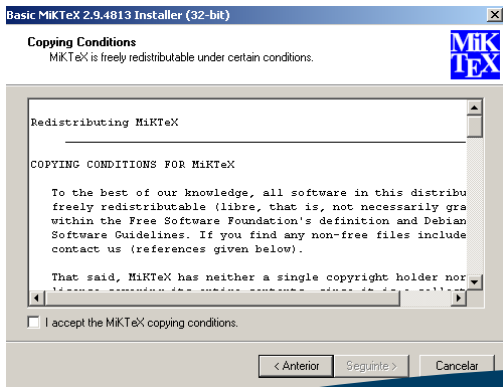 Basic MiKTeX 2.9.4813 Installer (32-bit)
Copying Conditions
MiKTeX is freely redistributable under certain conditions.
MiK
TEX
Redistributing MiKTeX
COPYING CONDITIONS FOR MiKTeX
To the best of our knowledge, all software in this distribu
freely redistributable (libre, that is, not necessarily gra
within the Free Software Foundation's definition and Debian
Software Guidelines. If you find any non-free files include
contact us (references given below).
That said, MiKTeX has neither a single copyright holder nor
I accept the MiKTeX copying conditions.
< Anterior
Seguinte >
Cancelar